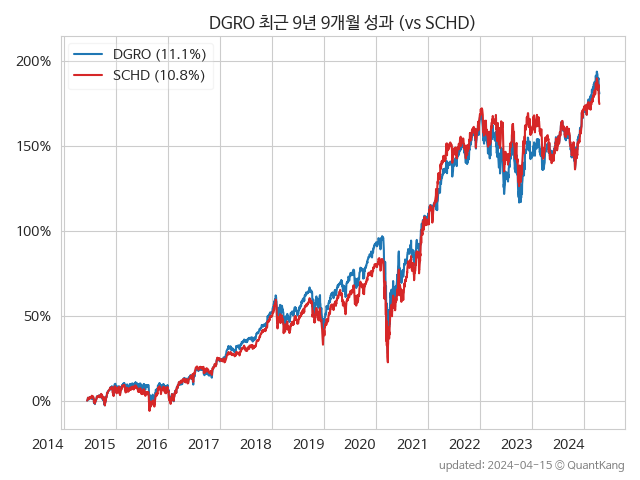 DGRO 최근 9년 9개월 성과 (vs SCHD)
DGRO (11.1%)
SCHD (10.8%)
200%
150%
100%
50%
0%
2014 2015 2016 2017 2018 2019 2020 2021 2022 2023 2024
updated: 2024-04-15 © QuantKang